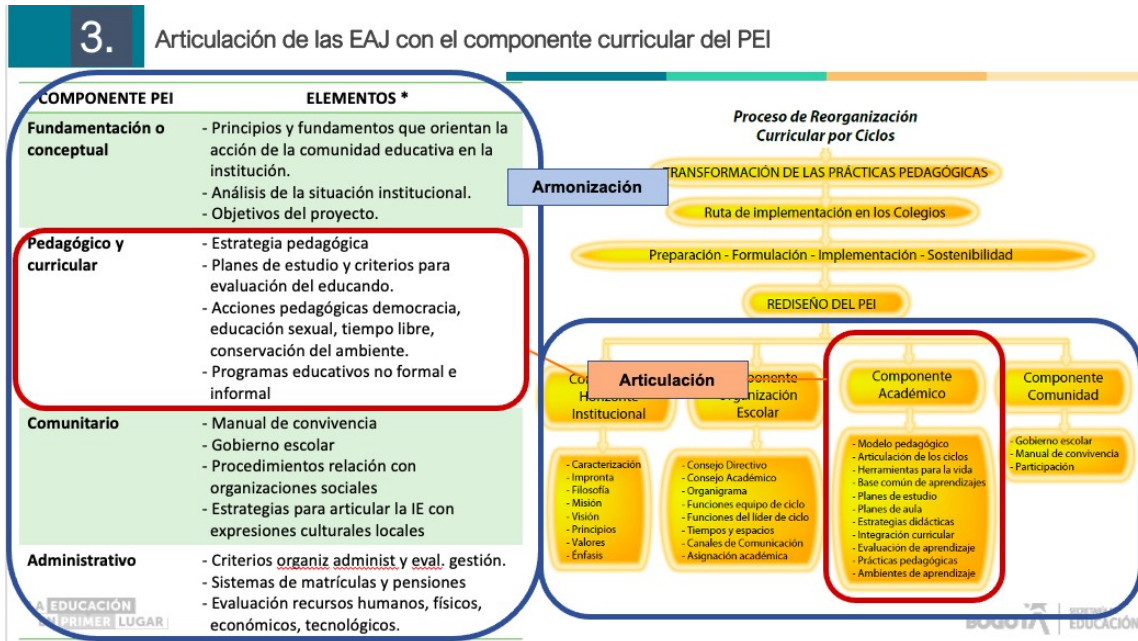 3.
Articulación de las EAJ con el componente curricular del PEI
COMPONENTE PEI
ELEMENTOS *
Fundamentación o
conceptual
- Principios y fundamentos que orientan la
acción de la comunidad educativa en la
institución.
- Análisis de la situación institucional.
- Objetivos del proyecto.
Pedagógico y
curricular
- Estrategia pedagógica
- Planes de estudio y criterios para
evaluación del educando.
- Acciones pedagógicas democracia,
educación sexual, tiempo libre,
conservación del ambiente.
- Programas educativos no formal e
informal
Comunitario
- Manual de convivencia
- Gobierno escolar
- Procedimientos relación con
organizaciones sociales
- Estrategias para articular la IE con
expresiones culturales locales
Administrativo
- Criterios organiz administ y eval. gestión.
- Sistemas de matrículas y pensiones
- Evaluación recursos humanos, físicos,
económicos, tecnológicos.
Armonización
Articulación
Proceso de Reorganización
Curricular por Ciclos
TRANSFORMACIÓN DE LAS PRÁCTICAS PEDAGÓGICAS
Ruta de implementación en los Colegios
Preparación - Formulación - Implementación - Sostenibilidad
REDISEÑO DEL PEI
Institucional
- Caracterización
- Impronta
- Filosofía
- Misión
- Visión
- Principios
- Valores
- Énfasis
Escolar
- Consejo Directivo
- Consejo Académico
- Organigrama
- Funciones equipo de ciclo
- Funciones del líder de ciclo
- Tiempos y espacios
- Canales de Comunicación
- Asignación académica
Componente
Académico
- Modelo pedagógico
- Articulación de los ciclos
- Herramientas para la vida
- Base común de aprendizajes
- Planes de estudio
- Planes de aula
- Estrategias didácticas
- Integración curricular
- Evaluación de aprendizaje
- Prácticas pedagógicas
- Ambientes de aprendizaje
Componente
Comunidad
- Gobierno escolar
- Manual de convivencia
- Participación
EDUCACIÓN
PRIMER LUGAR
BOGOTÁ
EDUCACIÓN